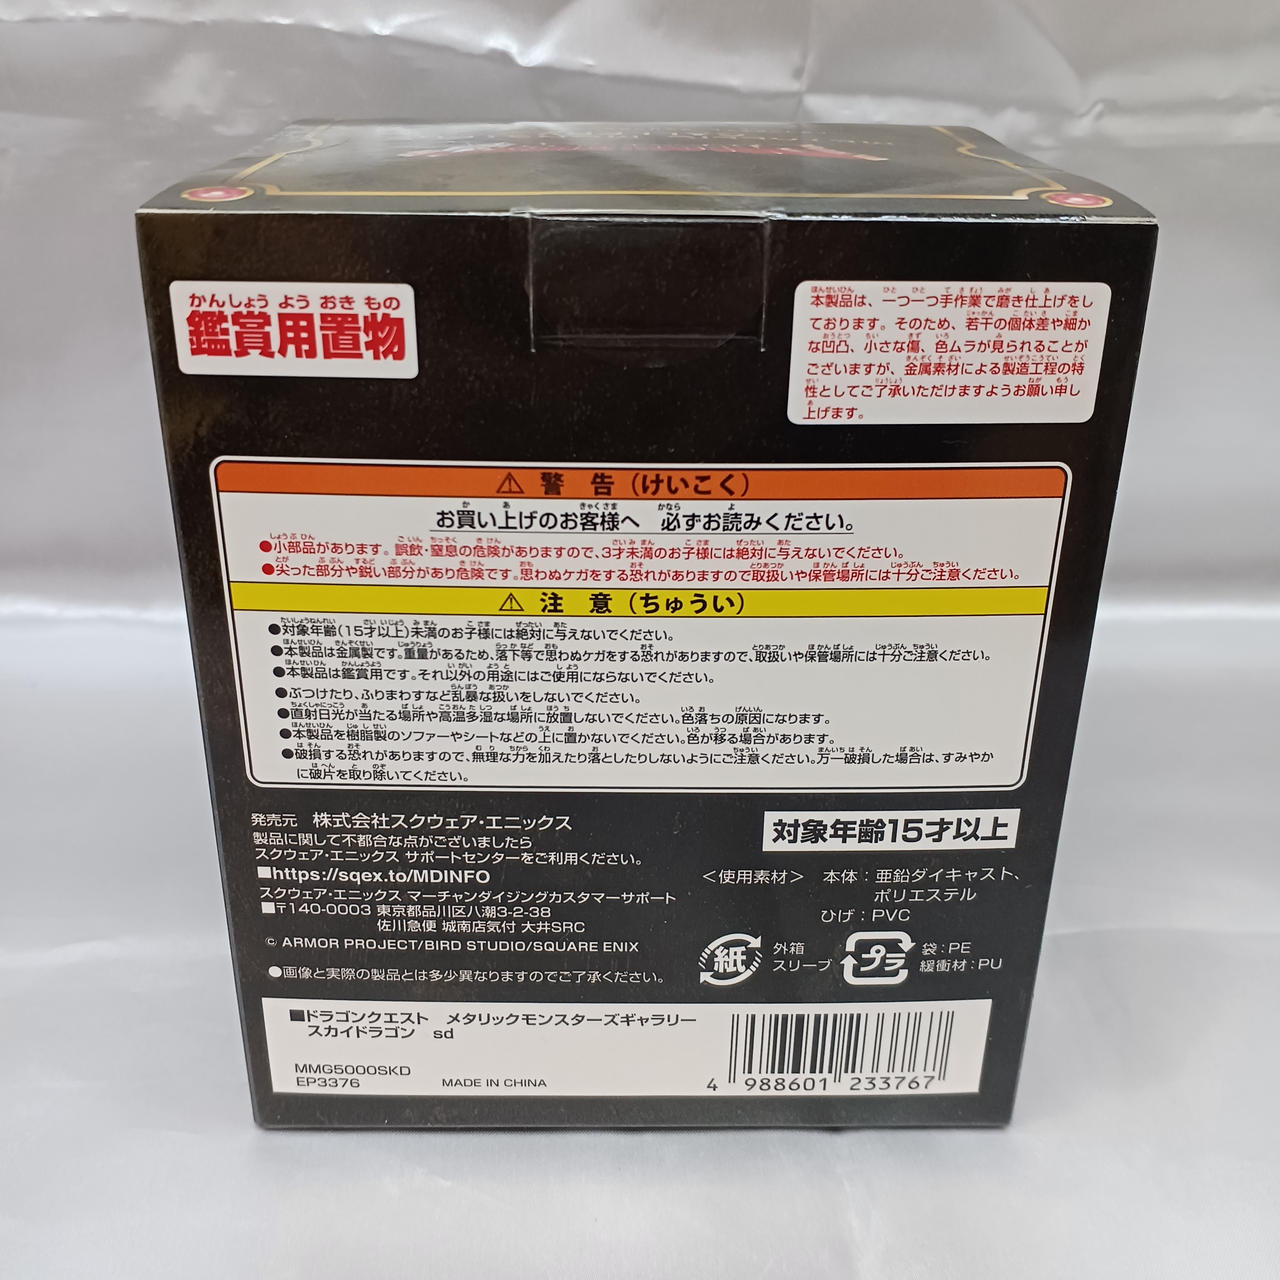 かんしょう よう おき もの
鑑賞用置物
本製品は、一つ一つ手作業で磨き仕上げをし
ております。そのため、若干の個体差や細か
な凹凸、小さな傷、色ムラが見られることが
ございますが、金属素材による製造工程の特
性としてご了承いただけますようお願い申し
上げます。
⚠ 警 告（けいこく）
お買い上げのお客様へ 必ずお読みください。
●小部品があります。誤飲・窒息の危険がありますので、3才未満のお子様には絶対に与えないでください。
●尖った部分や鋭い部分があり危険です。思わぬケガをする恐れがありますので取扱いや保管場所には十分ご注意ください。
⚠ 注 意（ちゅうい）
●対象年齢(15才以上)未満のお子様には絶対に与えないでください。
●本製品は金属製です。重量があるため、落下等で思わぬケガをする恐れがありますので、取扱いや保管場所には十分ご注意ください。
●本製品は鑑賞用です。それ以外の用途にはご使用にならないでください。
●ぶつけたり、ふりまわすなど乱暴な扱いをしないでください。
●直射日光が当たる場所や高温多湿な場所に放置しないでください。色落ちの原因になります。
●本製品を樹脂製のソファーやシートなどの上に置かないでください。色が移る場合があります。
●破損する恐れがありますので、無理な力を加えたり落としたりしないようにご注意ください。万一破損した場合は、すみやか
に破片を取り除いてください。
発売元 株式会社スクウェア・エニックス
製品に関して不都合な点がございましたら
スクウェア・エニックス サポートセンターをご利用ください。
■https://sqex.to/MDINFO
スクウェア・エニックス マーチャンダイジングカスタマーサポート
■〒140-0003 東京都品川区八潮3-2-38
佐川急便 城南店気付 大井SRC
© ARMOR PROJECT/BIRD STUDIO/SQUARE ENIX
●画像と実際の製品とは多少異なりますのでご了承ください。
対象年齢15才以上
＜使用素材＞ 本体：亜鉛ダイキャスト、
ポリエステル
ひげ：PVC
紙 外箱
スリーブ
プラ 袋：PE
緩衝材：PU
■ドラゴンクエスト メタリックモンスターズギャラリー
スカイドラゴン sd
MMG5000SKD
EP3376 MADE IN CHINA
4 988601 233767